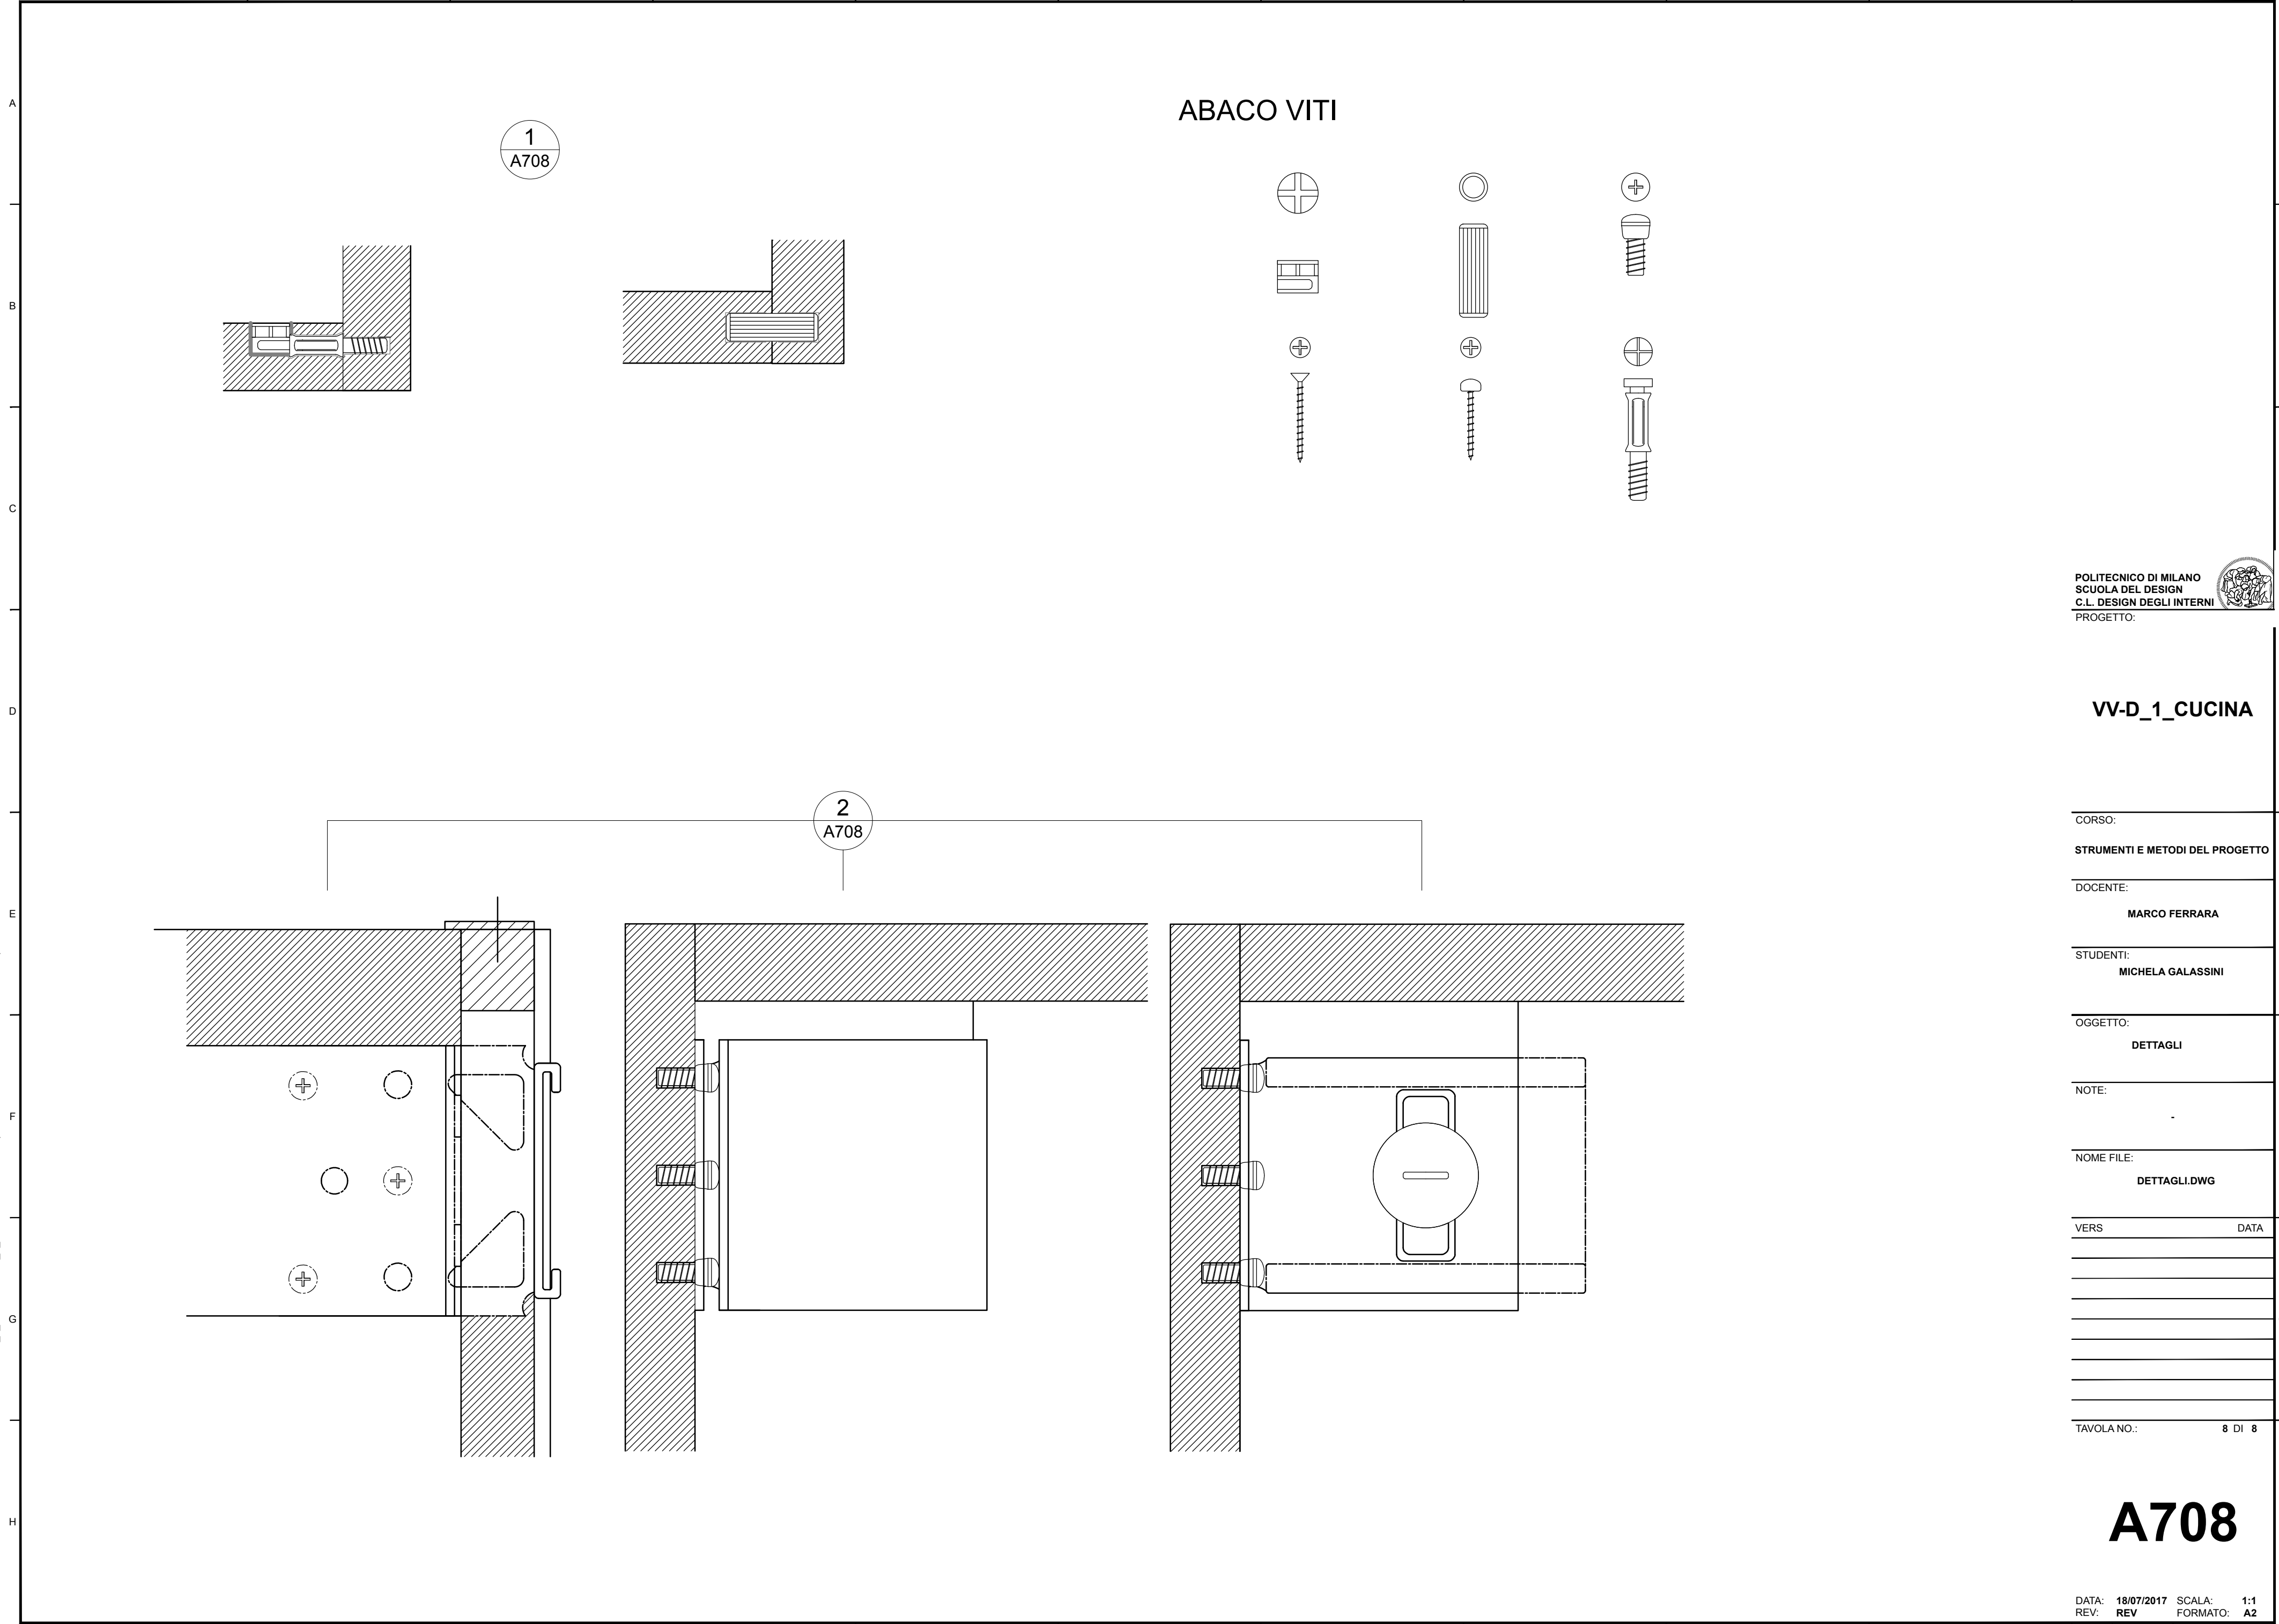 ABACO VITI
A
B
C
D
E
F
G
H
1
A708
2
A708
POLITECNICO DI MILANO
SCUOLA DEL DESIGN
C.L. DESIGN DEGLI INTERNI
PROGETTO:
VV-D_1_CUCINA
CORSO:
STRUMENTI E METODI DEL PROGETTO
DOCENTE:
MARCO FERRARA
STUDENTI:
MICHELA GALASSINI
OGGETTO:
DETTAGLI
NOTE:
-
NOME FILE:
DETTAGLI.DWG
VERS DATA
TAVOLA NO.: 8 DI 8
A708
DATA: 18/07/2017 SCALA: 1:1
REV: REV FORMATO: A2